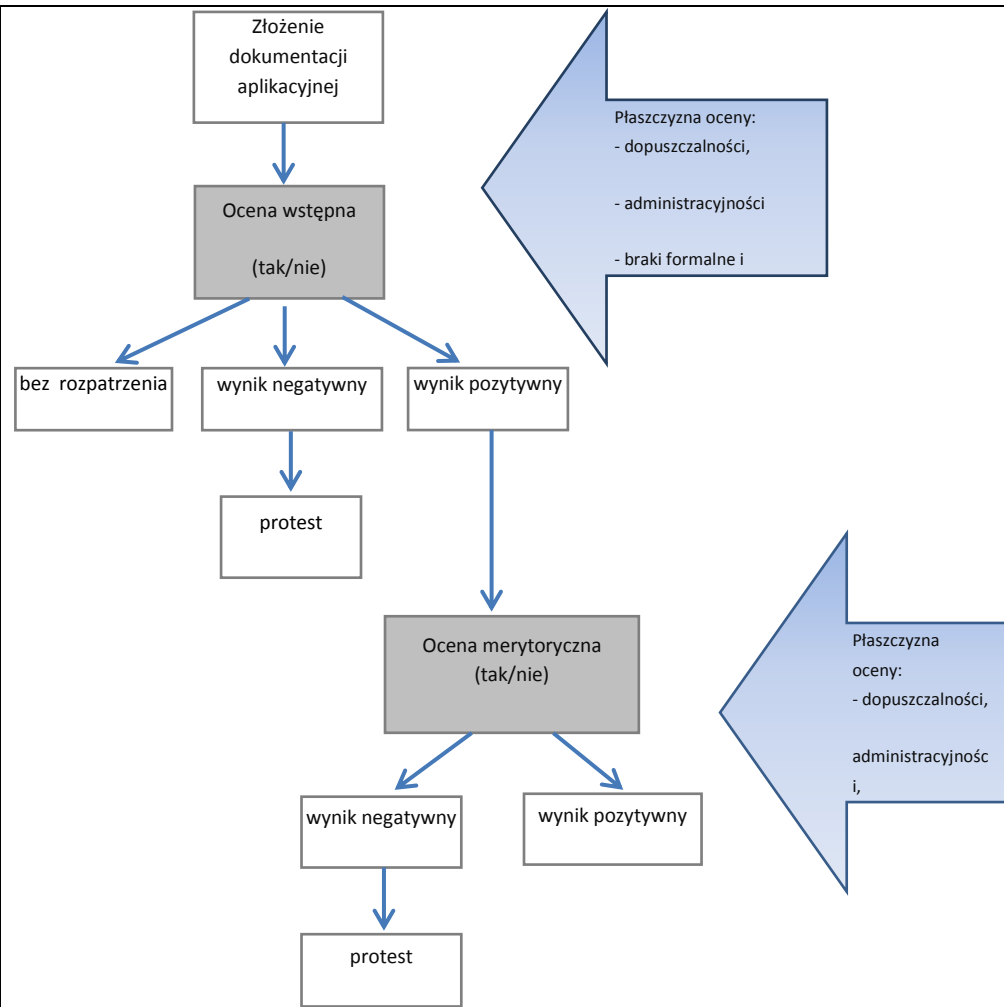 Złożenie
dokumentacji
aplikacyjnej
Płaszczyzna oceny:
- dopuszczalności,
- administracyjności
- braki formalne i
Ocena wstępna
(tak/nie)
bez rozpatrzenia
wynik negatywny
wynik pozytywny
protest
Ocena merytoryczna
(tak/nie)
Płaszczyzna
oceny:
- dopuszczalności,
administracyjnośc
i,
wynik negatywny
wynik pozytywny
protest